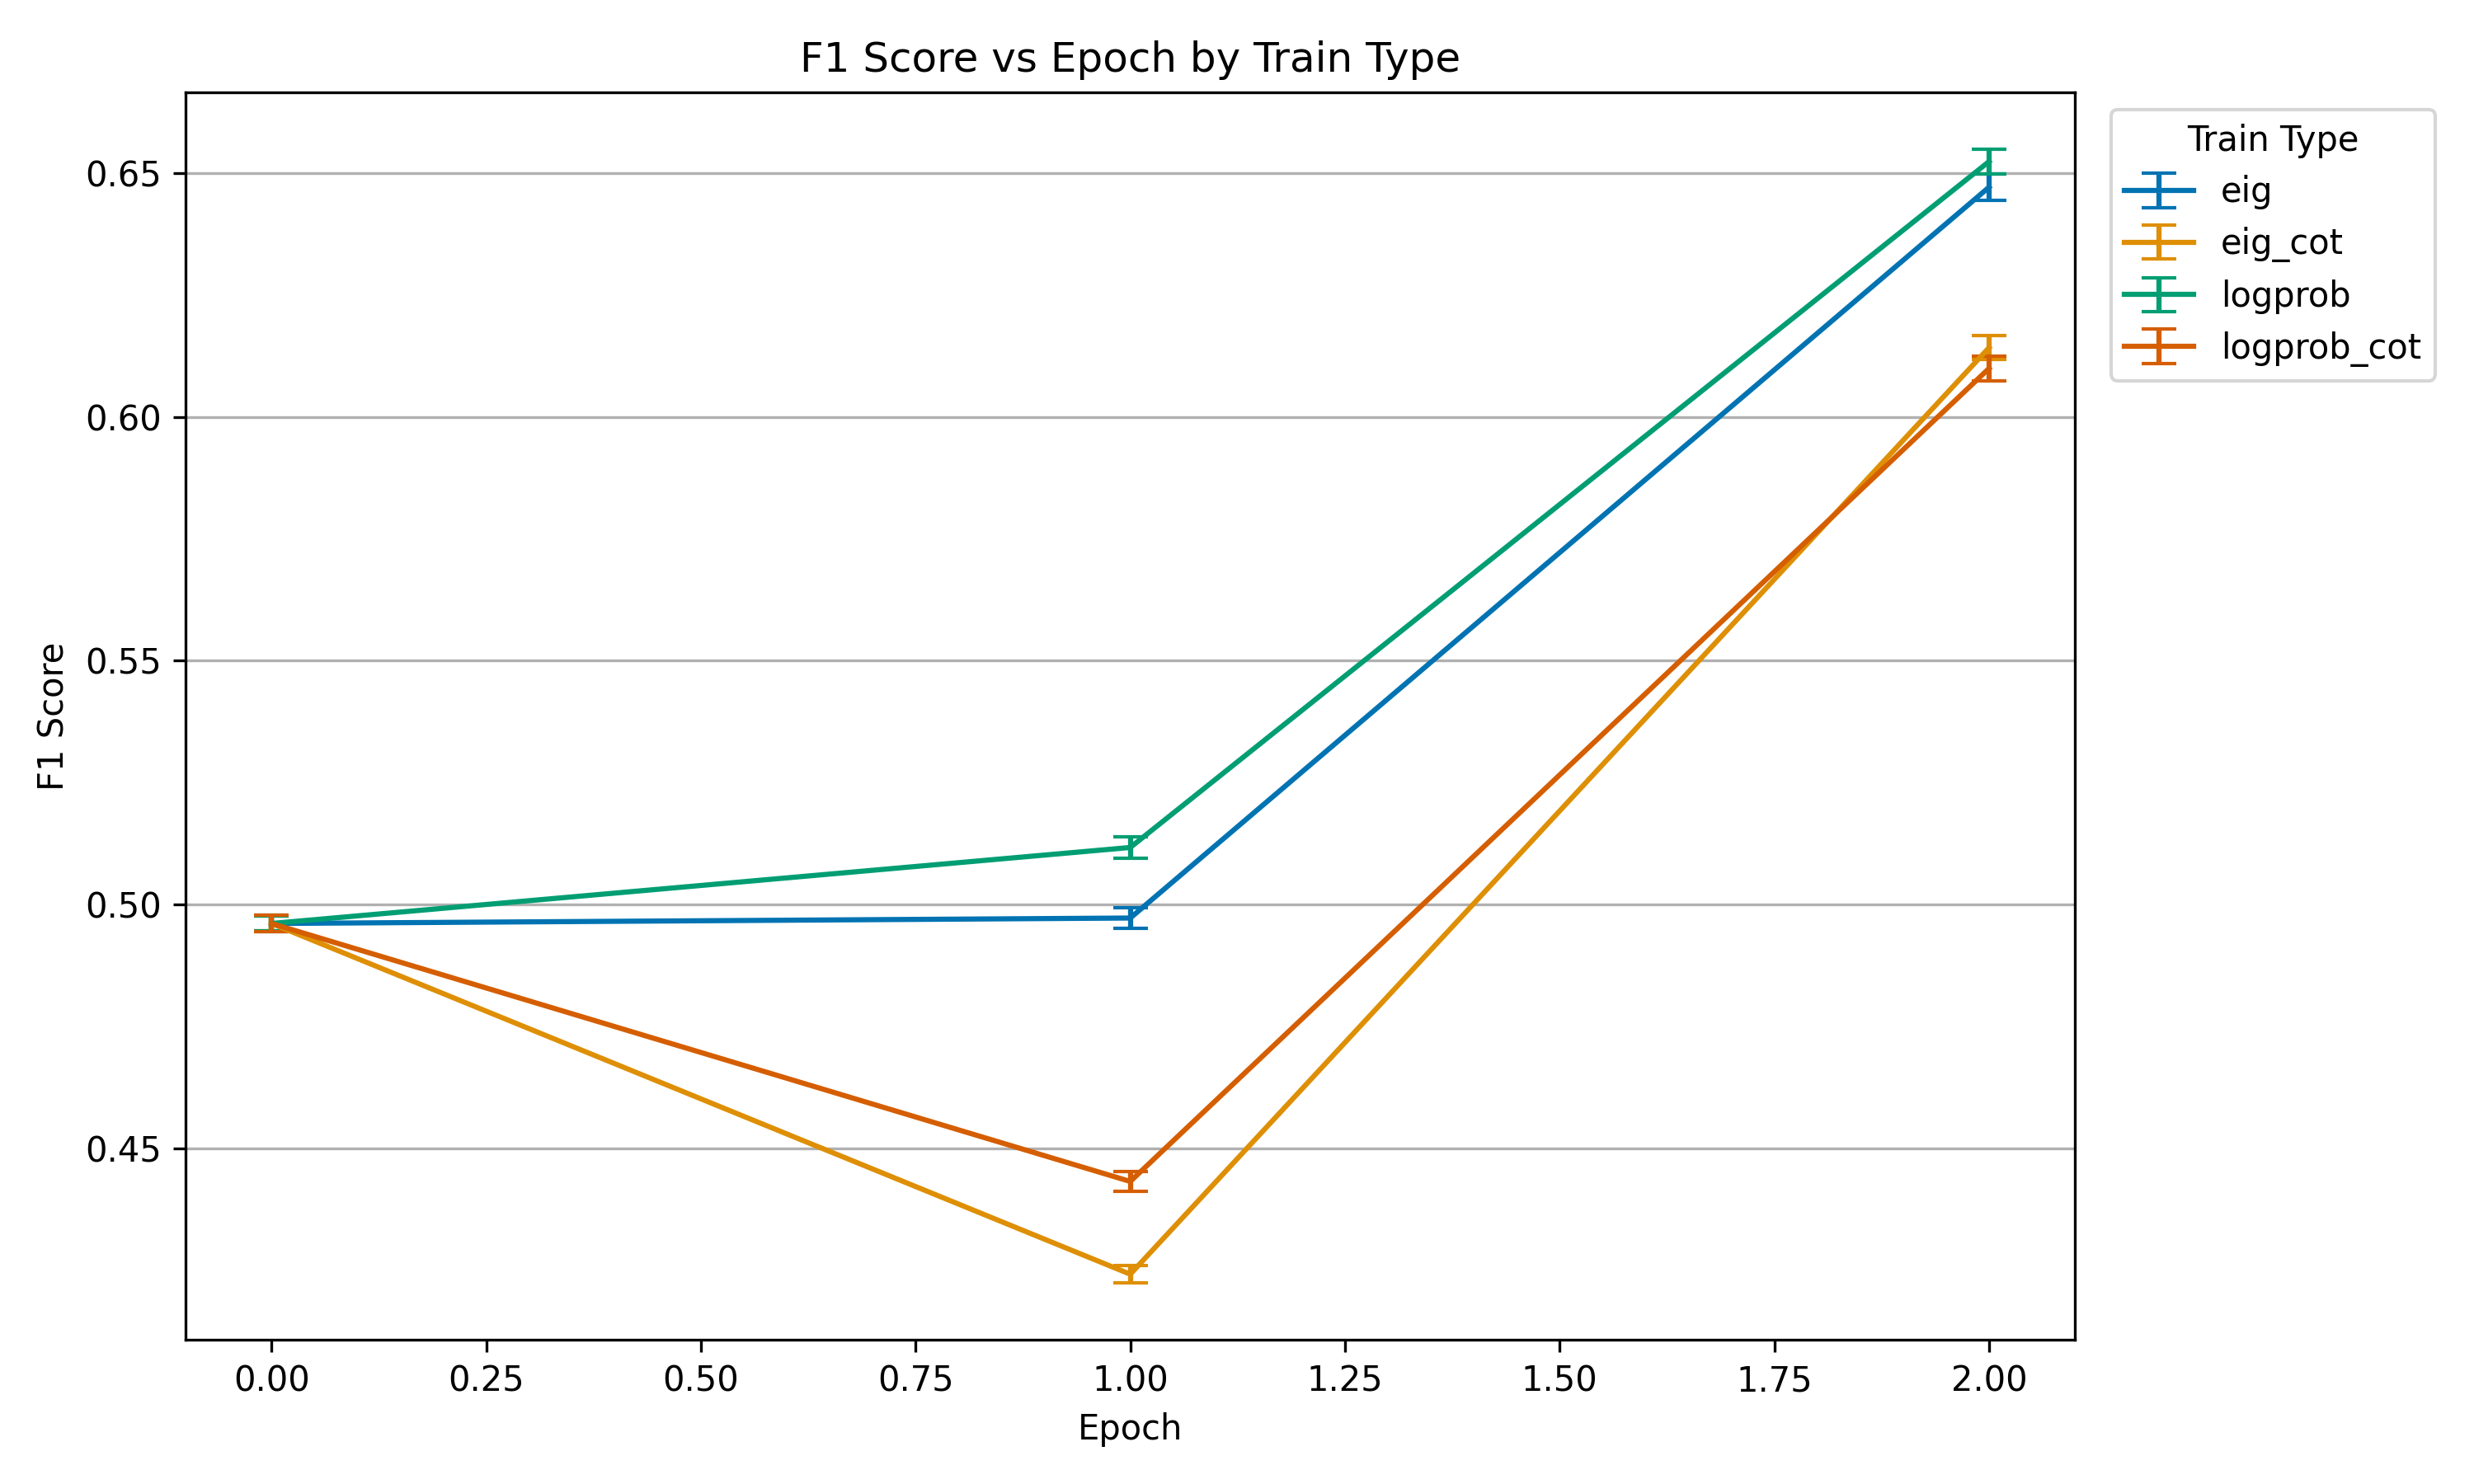 F1 Score vs Epoch by Train Type
Train Type
eig
eig_cot
logprob
logprob_cot
F1 Score
0.65
0.60
0.55
0.50
0.45
0.00 0.25 0.50 0.75 1.00 1.25 1.50 1.75 2.00
Epoch